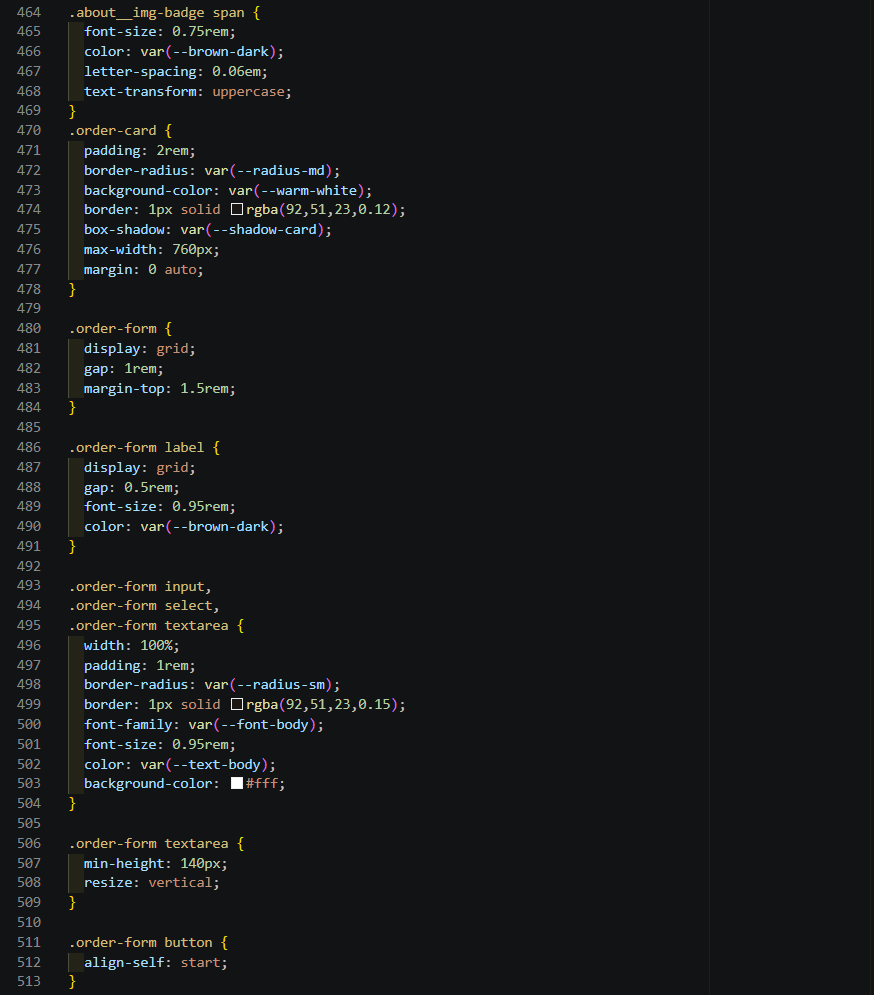 464 .about__img-badge span {
465   font-size: 0.75rem;
466   color: var(--brown-dark);
467   letter-spacing: 0.06em;
468   text-transform: uppercase;
469 }
470 .order-card {
471   padding: 2rem;
472   border-radius: var(--radius-md);
473   background-color: var(--warm-white);
474   border: 1px solid rgba(92,51,23,0.12);
475   box-shadow: var(--shadow-card);
476   max-width: 760px;
477   margin: 0 auto;
478 }
479
480 .order-form {
481   display: grid;
482   gap: 1rem;
483   margin-top: 1.5rem;
484 }
485
486 .order-form label {
487   display: grid;
488   gap: 0.5rem;
489   font-size: 0.95rem;
490   color: var(--brown-dark);
491 }
492
493 .order-form input,
494 .order-form select,
495 .order-form textarea {
496   width: 100%;
497   padding: 1rem;
498   border-radius: var(--radius-sm);
499   border: 1px solid rgba(92,51,23,0.15);
500   font-family: var(--font-body);
501   font-size: 0.95rem;
502   color: var(--text-body);
503   background-color: #fff;
504 }
505
506 .order-form textarea {
507   min-height: 140px;
508   resize: vertical;
509 }
510
511 .order-form button {
512   align-self: start;
513 }